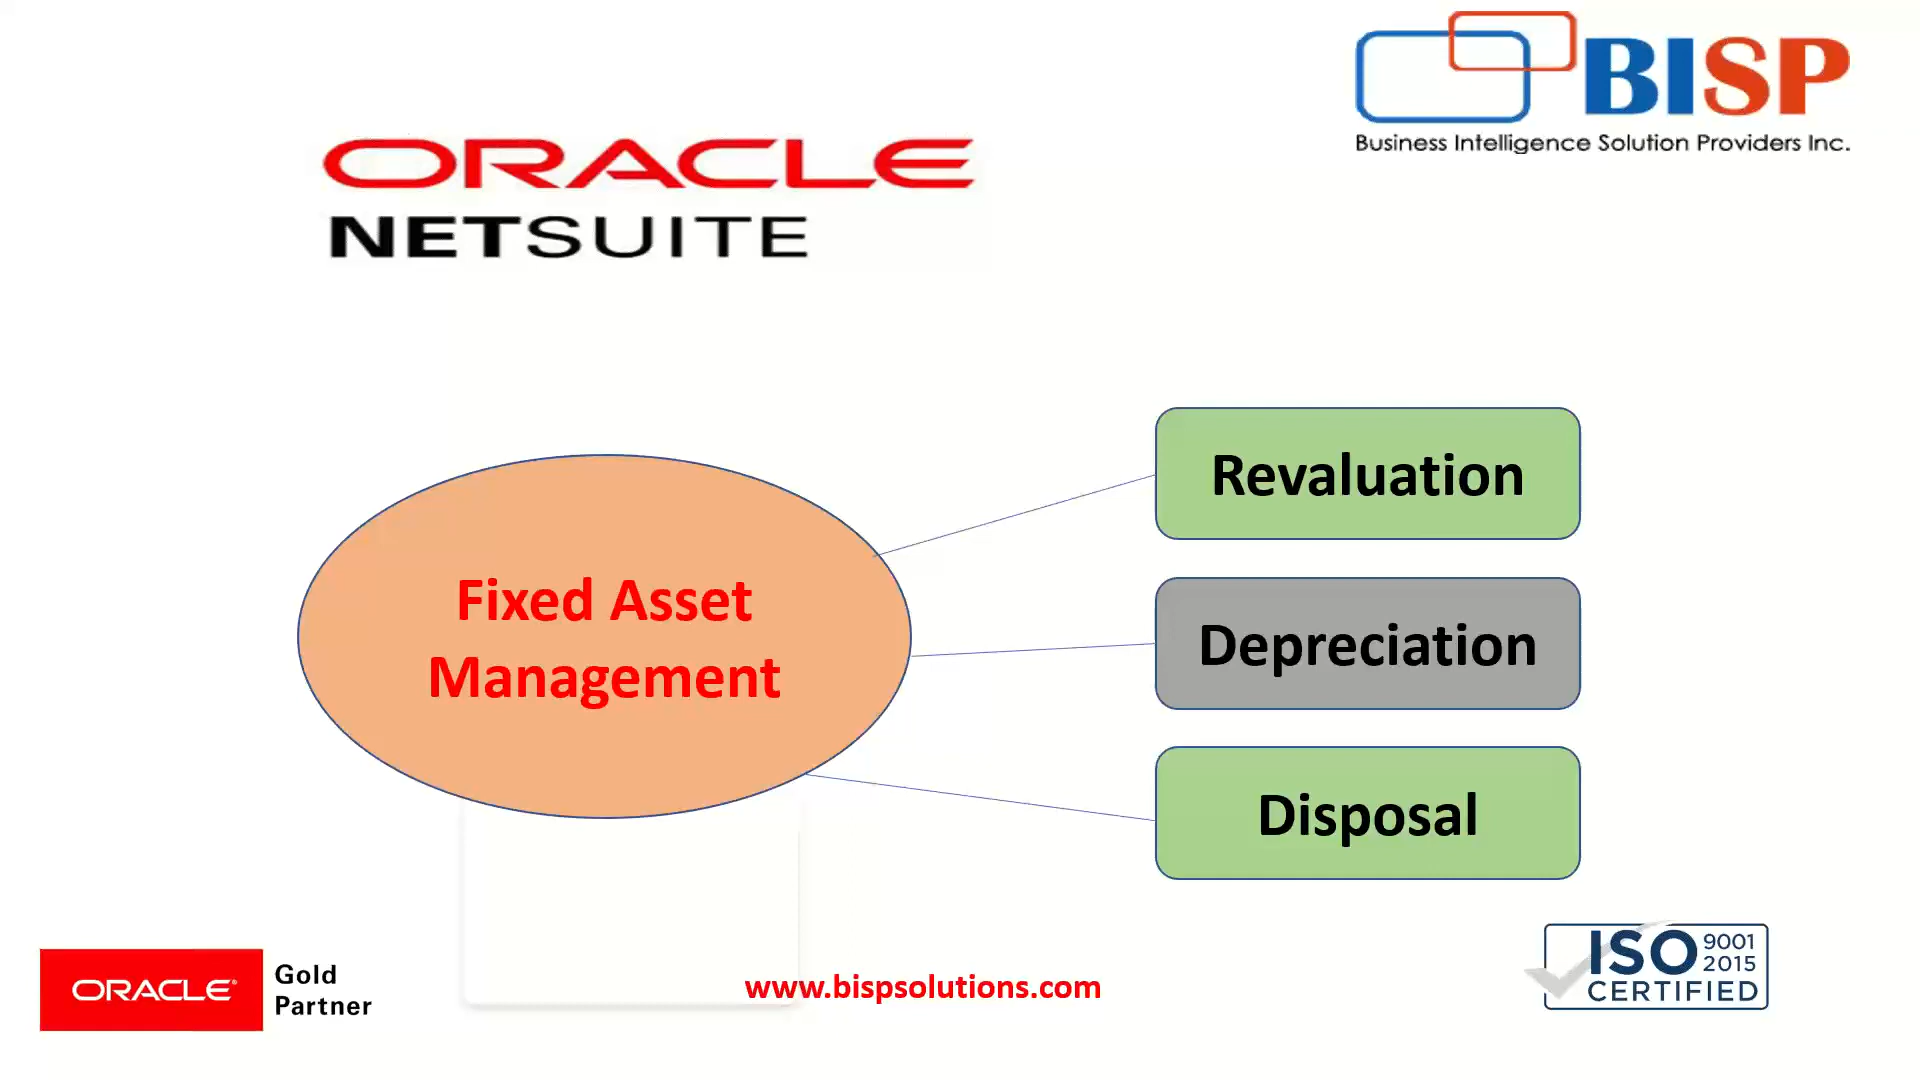 BISP
Business Intelligence Solution Providers Inc.
ORACLE
NETSUITE
Revaluation
Fixed Asset
Management
Depreciation
Disposal
ORACLE
Gold
Partner
www.bispsolutions.com
ISO 9001
2015
CERTIFIED